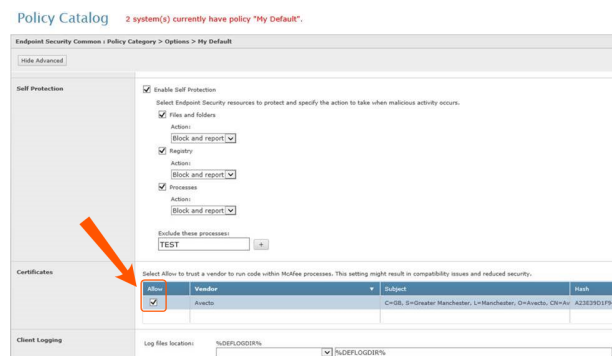 Policy Catalog 2 system(s) currently have policy "My Default".
Endpoint Security Common : Policy Category > Options > My Default
Hide Advanced
Self Protection
Enable Self Protection
Select Endpoint Security resources to protect and specify the action to take when malicious activity occurs.
Files and folders
Action:
Block and report
Registry
Action:
Block and report
Processes
Action:
Block and report
Exclude these processes:
TEST +
Certificates
Select Allow to trust a vendor to run code within McAfee processes. This setting might result in compatibility issues and reduced security.
Allow Vendor Subject Hash
Avecto C=GB, S=Greater Manchester, L=Manchester, O=Avecto, CN=Av
Client Logging
Log files location: %DEFLOGDIR%
%DEFLOGDIR%